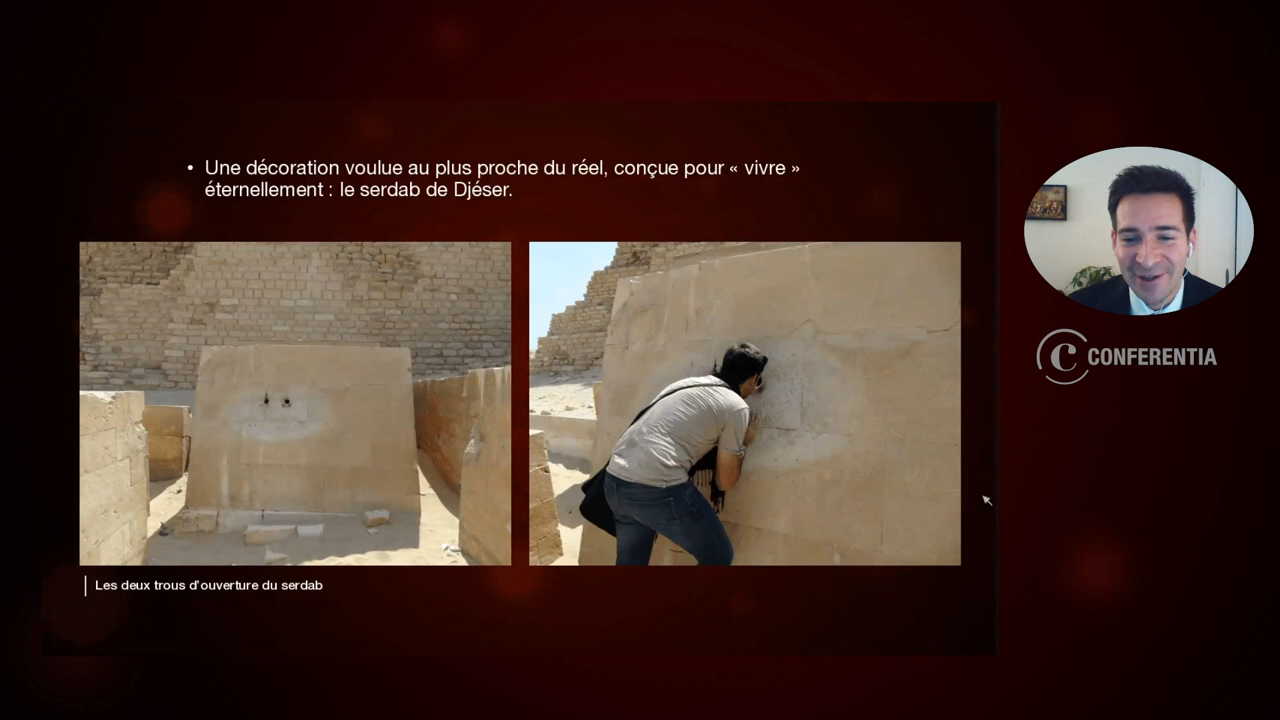 • Une décoration voulue au plus proche du réel, conçue pour « vivre »
éternellement : le serdab de Djéser.
Les deux trous d'ouverture du serdab
C CONFERENTIA